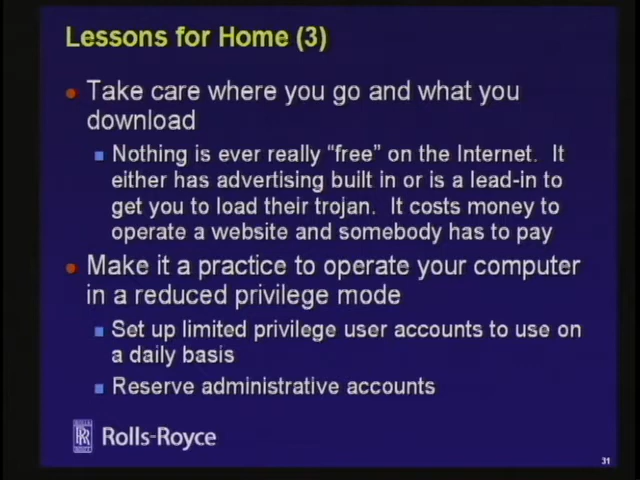 Lessons for Home (3)
• Take care where you go and what you
download
▪ Nothing is ever really “free” on the Internet. It
either has advertising built in or is a lead-in to
get you to load their trojan. It costs money to
operate a website and somebody has to pay
• Make it a practice to operate your computer
in a reduced privilege mode
▪ Set up limited privilege user accounts to use on
a daily basis
▪ Reserve administrative accounts
Rolls-Royce
31